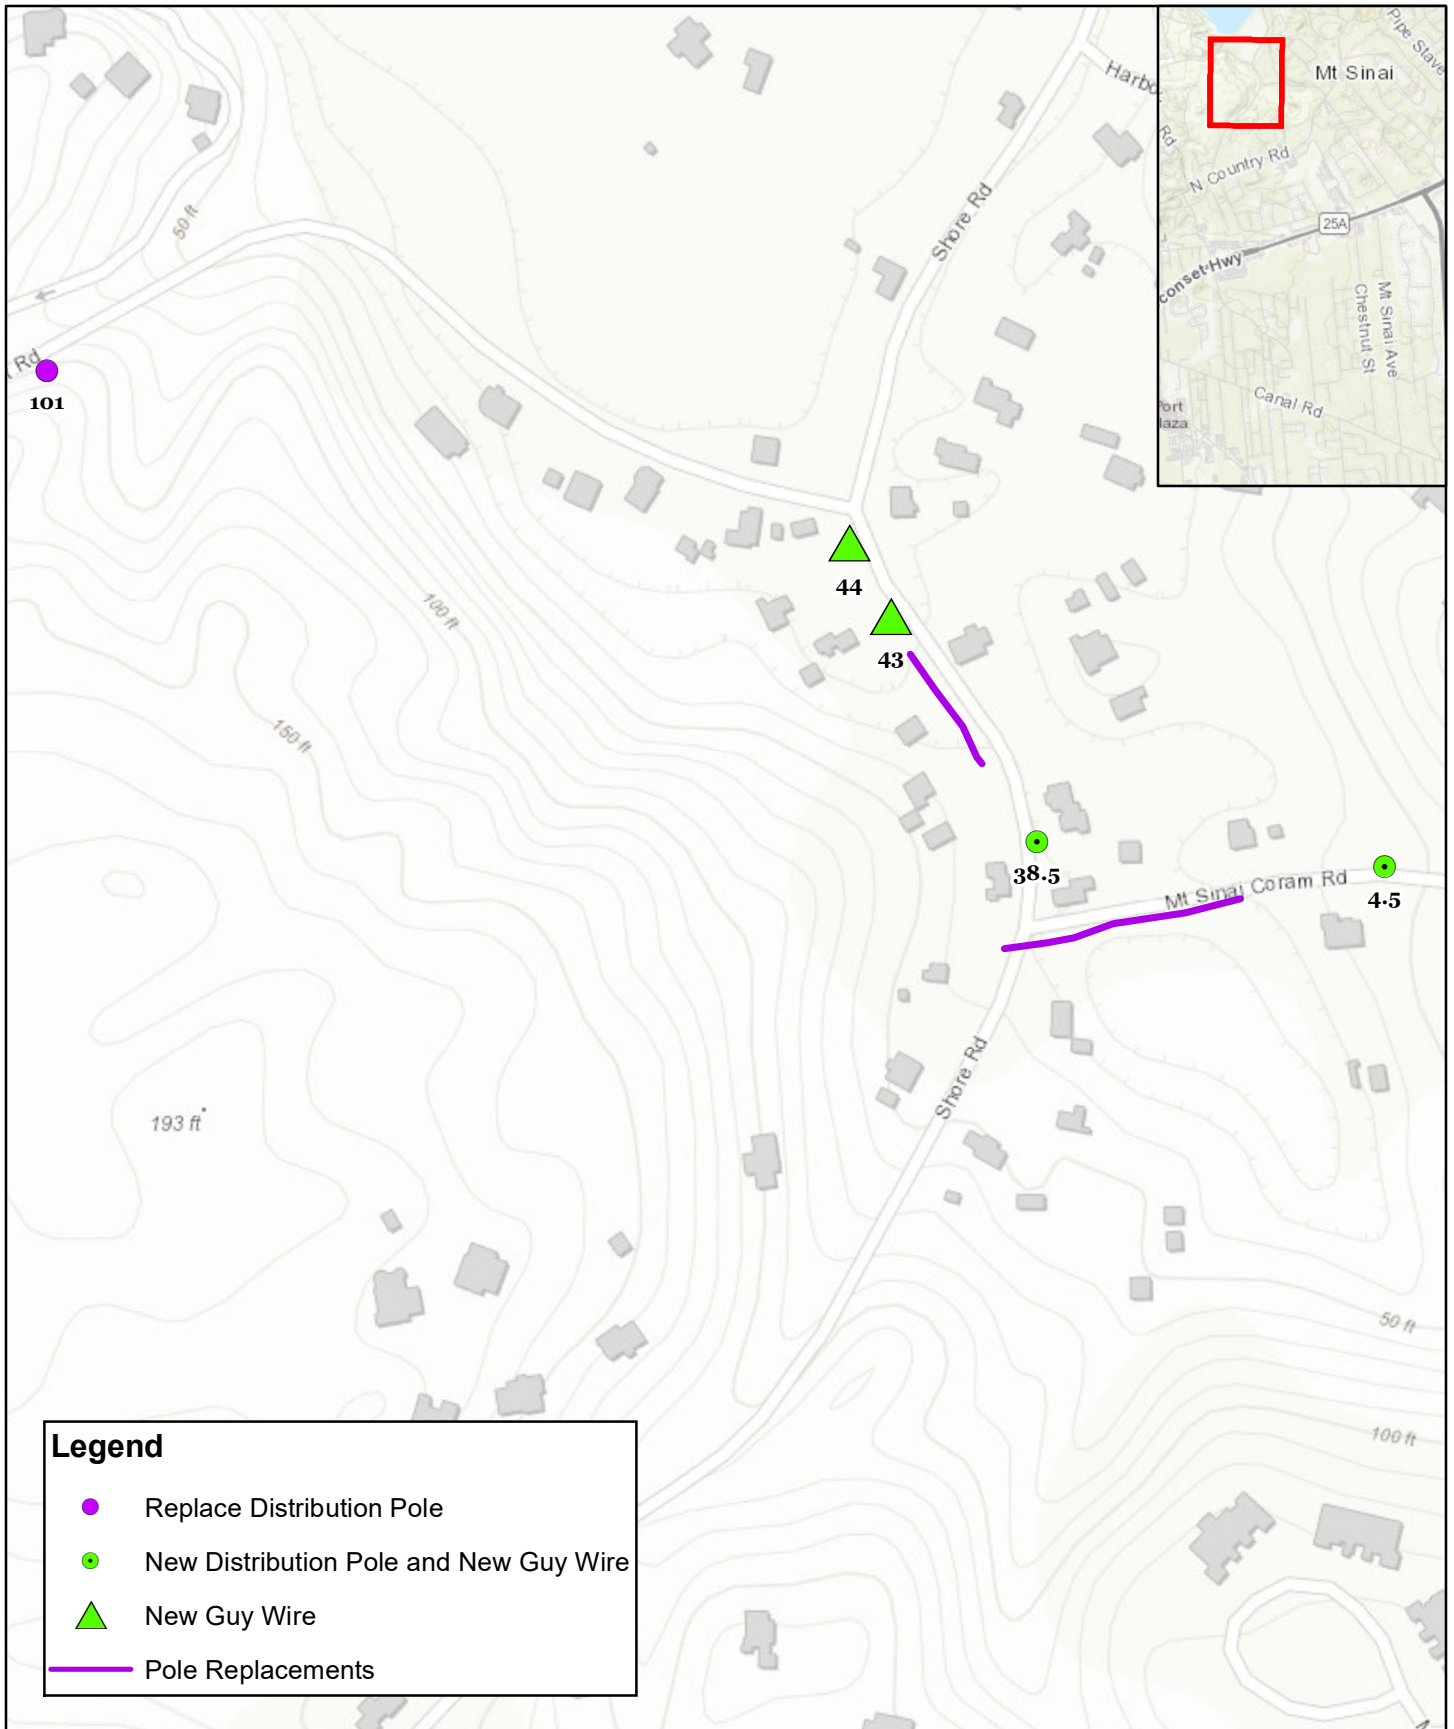 Harbo
Pipe Stave
Mt Sinai
Rd
N Country Rd
25A
conset Hwy
Mt Sinai Ave
Chestnut St
Canal Rd
Port
laza
50 ft
Shore Rd
Rd
101
44
43
100 ft
150 ft
38.5
Mt Sinai Coram Rd
4.5
Shore Rd
193 ft
50 ft
100 ft
Legend
Replace Distribution Pole
New Distribution Pole and New Guy Wire
New Guy Wire
Pole Replacements